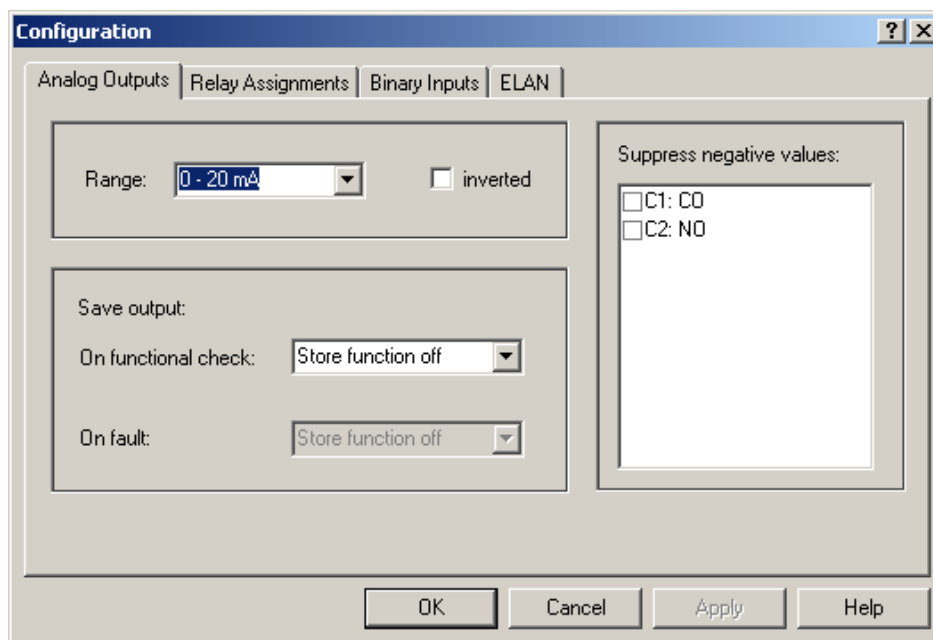 Configuration
Analog Outputs
Relay Assignments
Binary Inputs
ELAN
Range:
0 - 20 mA
inverted
Save output:
On functional check:
Store function off
On fault:
Store function off
Suppress negative values:
C1: CO
C2: NO
OK
Cancel
Apply
Help